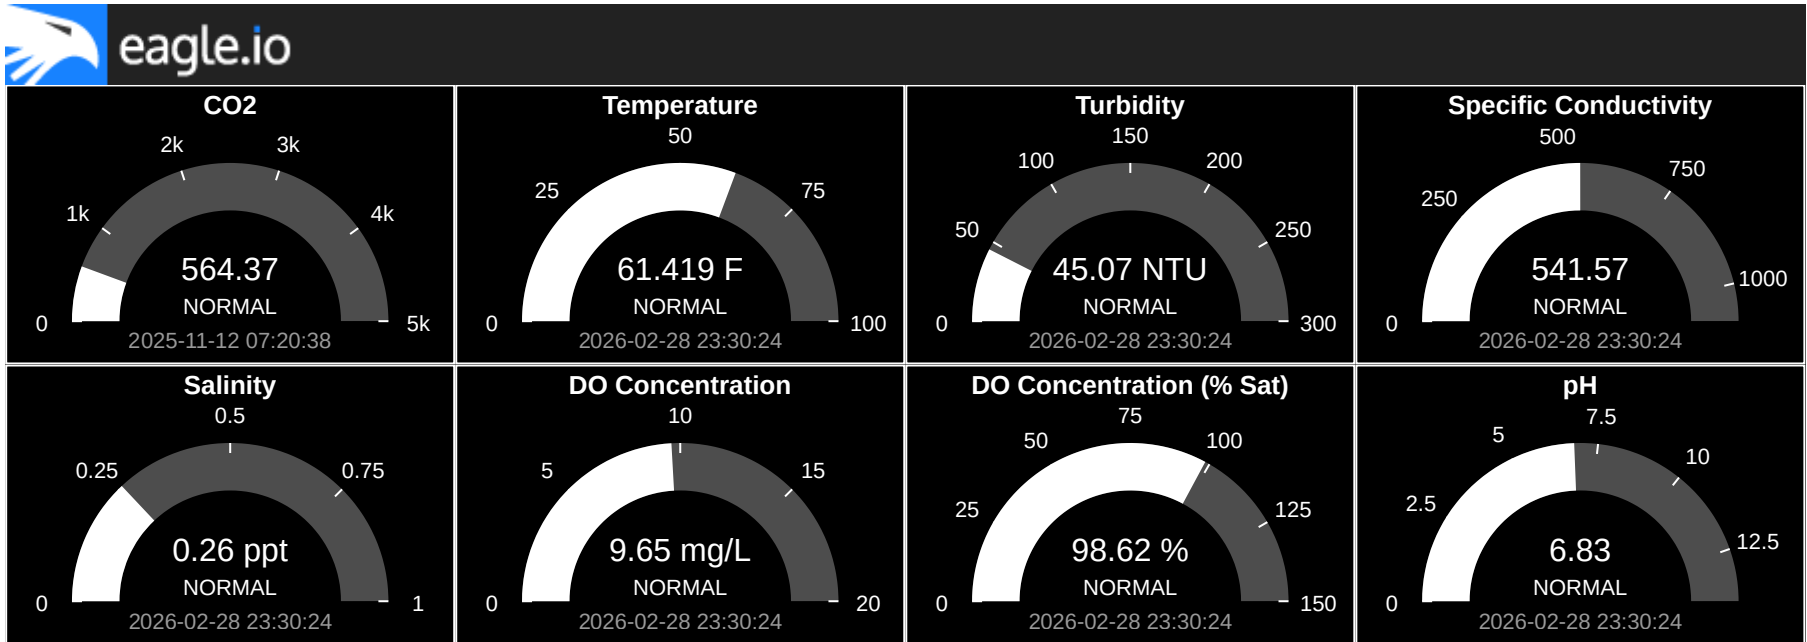 eagle.io
CO2
0
1k
2k
3k
4k
5k
564.37
NORMAL
2025-11-12 07:20:38
Temperature
0
25
50
75
100
61.419 F
NORMAL
2026-02-28 23:30:24
Turbidity
0
50
100
150
200
250
300
45.07 NTU
NORMAL
2026-02-28 23:30:24
Specific Conductivity
0
250
500
750
1000
541.57
NORMAL
2026-02-28 23:30:24
Salinity
0
0.25
0.5
0.75
1
0.26 ppt
NORMAL
2026-02-28 23:30:24
DO Concentration
0
5
10
15
20
9.65 mg/L
NORMAL
2026-02-28 23:30:24
DO Concentration (% Sat)
0
25
50
75
100
125
150
98.62 %
NORMAL
2026-02-28 23:30:24
pH
0
2.5
5
7.5
10
12.5
6.83
NORMAL
2026-02-28 23:30:24